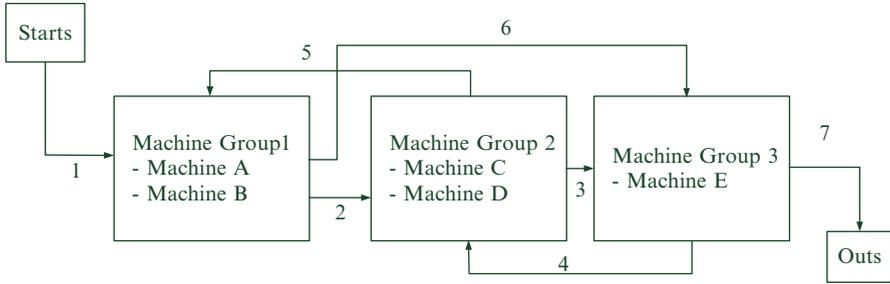 Starts
6
5
7
Machine Group1
- Machine A
- Machine B
Machine Group 2
- Machine C
- Machine D
Machine Group 3
- Machine E
1
2
3
4
Outs